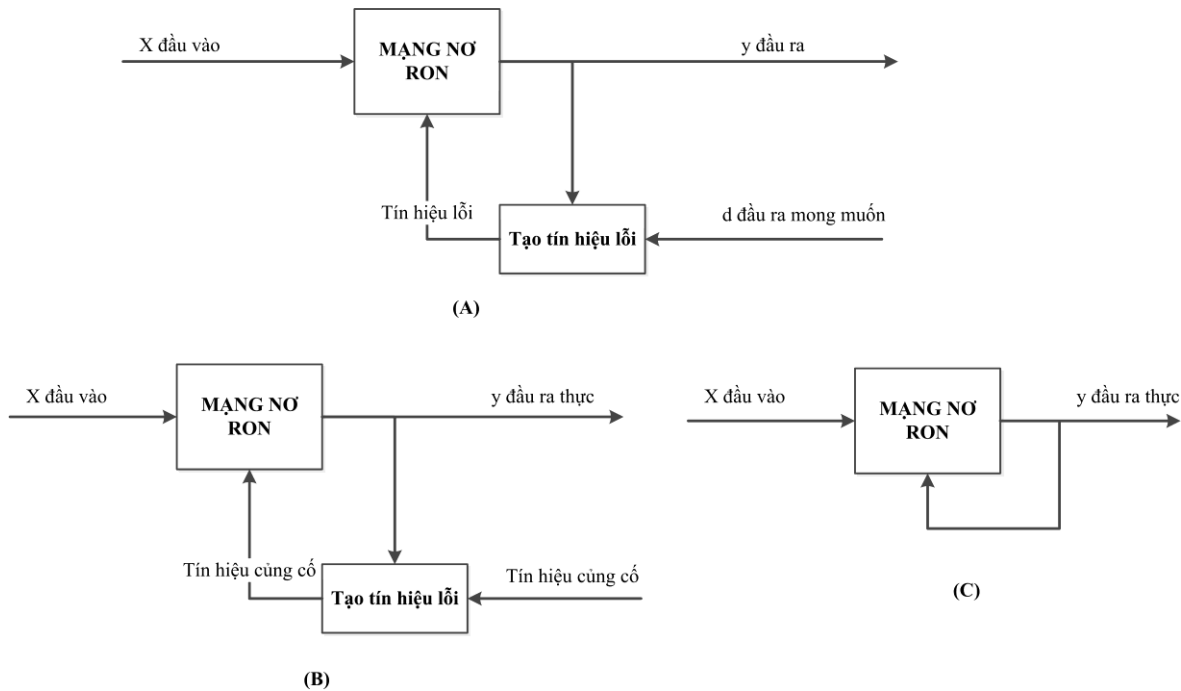 X đầu vào
MẠNG NƠ
RON
y đầu ra
Tín hiệu lỗi
Tạo tín hiệu lỗi
d đầu ra mong muốn
(A)
X đầu vào
MẠNG NƠ
RON
y đầu ra thực
Tín hiệu củng cố
Tạo tín hiệu lỗi
Tín hiệu củng cố
(B)
X đầu vào
MẠNG NƠ
RON
y đầu ra thực
(C)